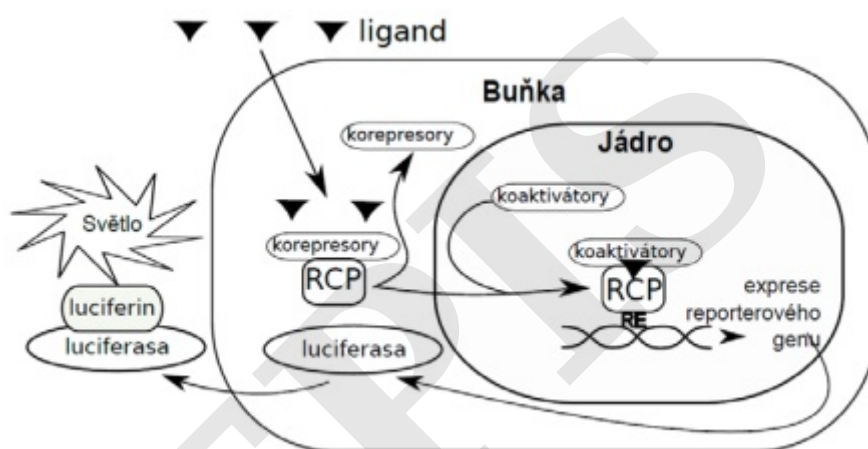 ligand
Buňka
korepresory
Jádro
koaktivátory
Světlo
korepresory
RCP
koaktivátory
RCP
RE
exprese
reporterového
genu
luciferin
luciferasa
luciferasa